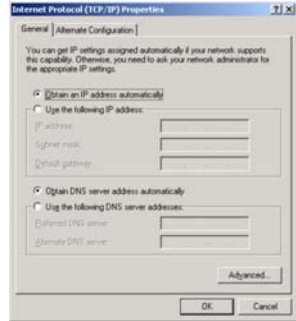 Internet Protocol (TCP/IP) Properties
General
Alternate Configuration
You can get IP settings assigned automatically if your network supports
this capability. Otherwise, you need to ask your network administrator for
the appropriate IP settings.
Obtain an IP address automatically
Use the following IP address:
IP address:
Subnet mask:
Default gateway:
Obtain DNS server address automatically
Use the following DNS server addresses:
Preferred DNS server:
Alternate DNS server:
Advanced...
OK
Cancel